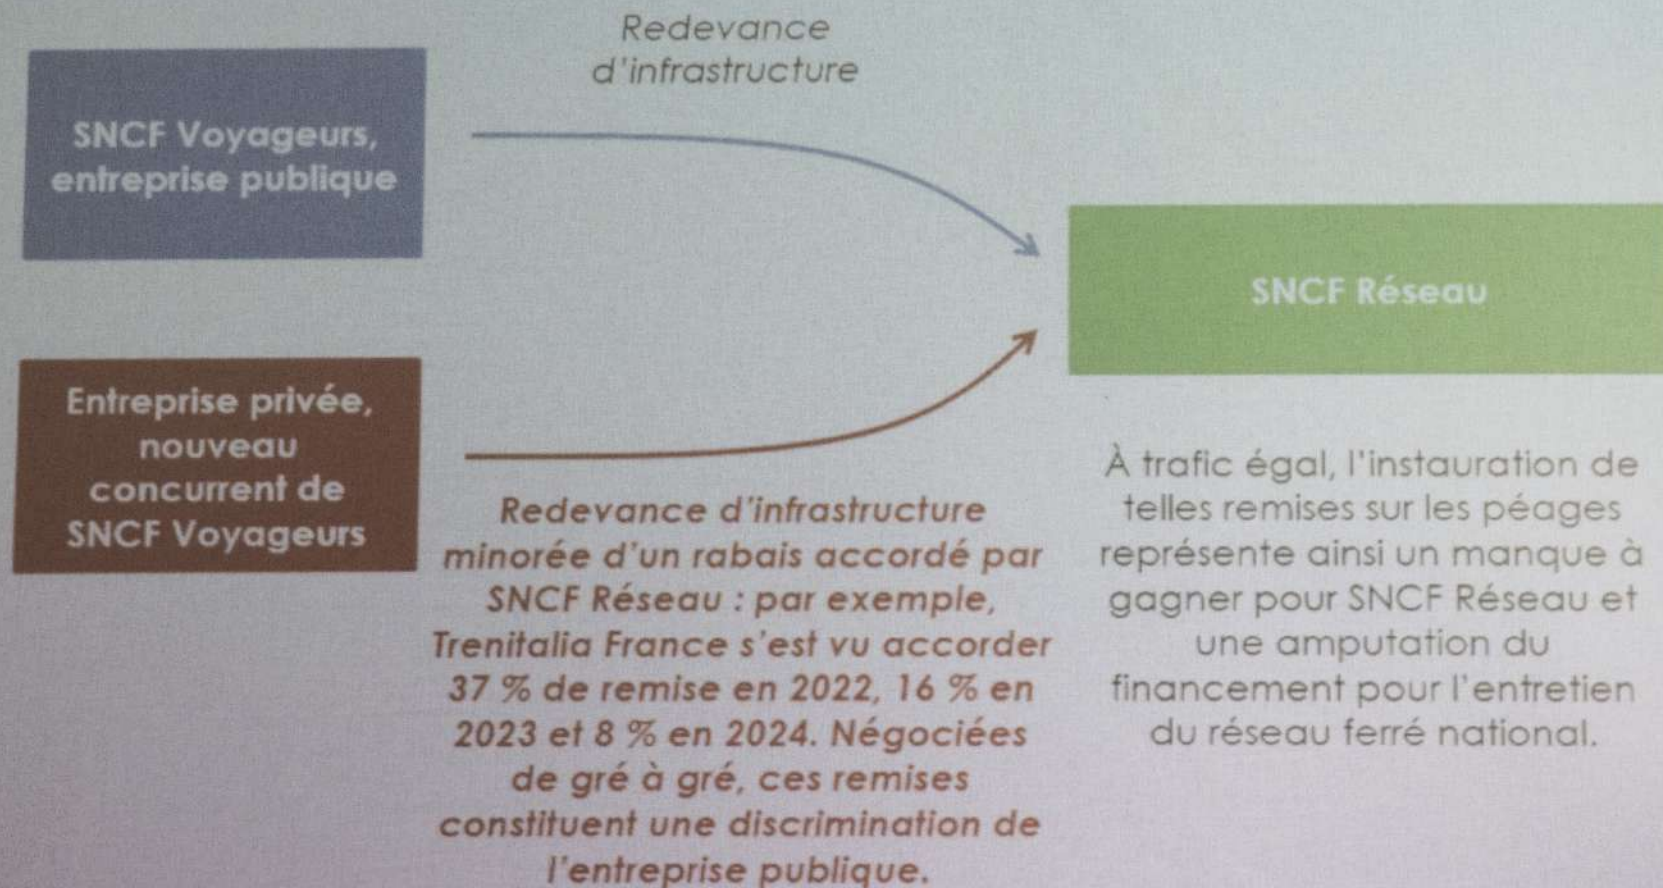 Redevance
d'infrastructure
SNCF Voyageurs,
entreprise publique
SNCF Réseau
Entreprise privée,
nouveau
concurrent de
SNCF Voyageurs
Redevance d'infrastructure
minorée d'un rabais accordé par
SNCF Réseau : par exemple,
Trenitalia France s'est vu accorder
37 % de remise en 2022, 16 % en
2023 et 8 % en 2024. Négociées
de gré à gré, ces remises
constituent une discrimination de
l'entreprise publique.
À trafic égal, l'instauration de
telles remises sur les péages
représente ainsi un manque à
gagner pour SNCF Réseau et
une amputation du
financement pour l'entretien
du réseau ferré national.